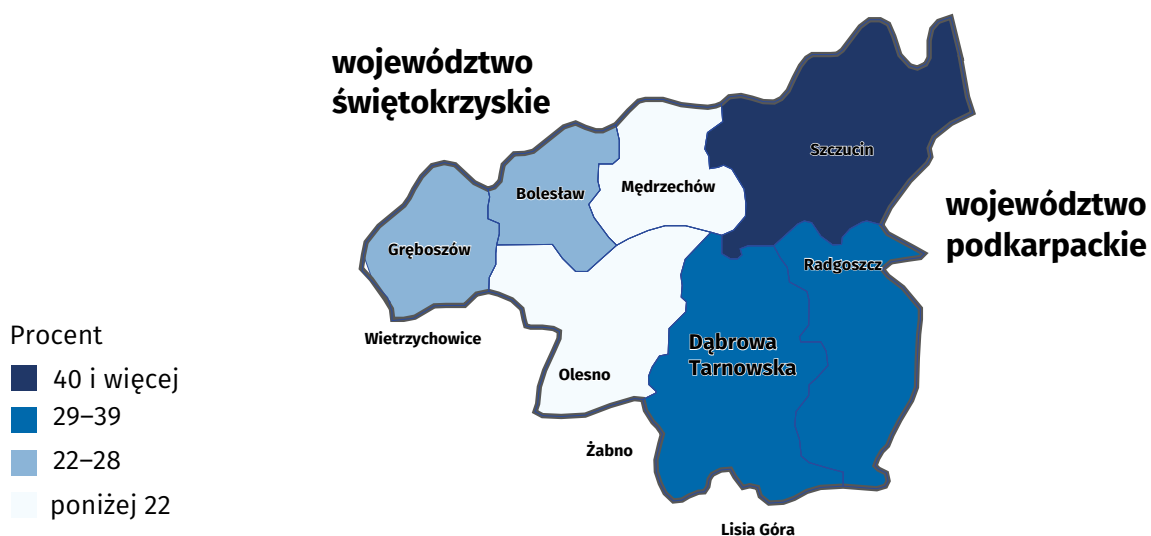 województwo
świętokrzyskie
Szczucin
Mędrzechów
Bolesław
województwo
podkarpackie
Gręboszów
Radgoszcz
Procent
Wietrzychowice
Dąbrowa
Tarnowska
40 i więcej
Olesno
29–39
Żabno
22–28
poniżej 22
Lisia Góra